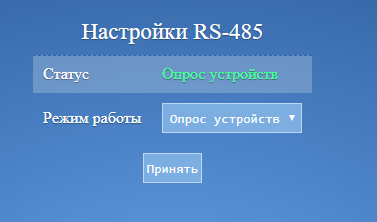 Настройки RS-485
Статус Опрос устройств
Режим работы Опрос устройств
Принять